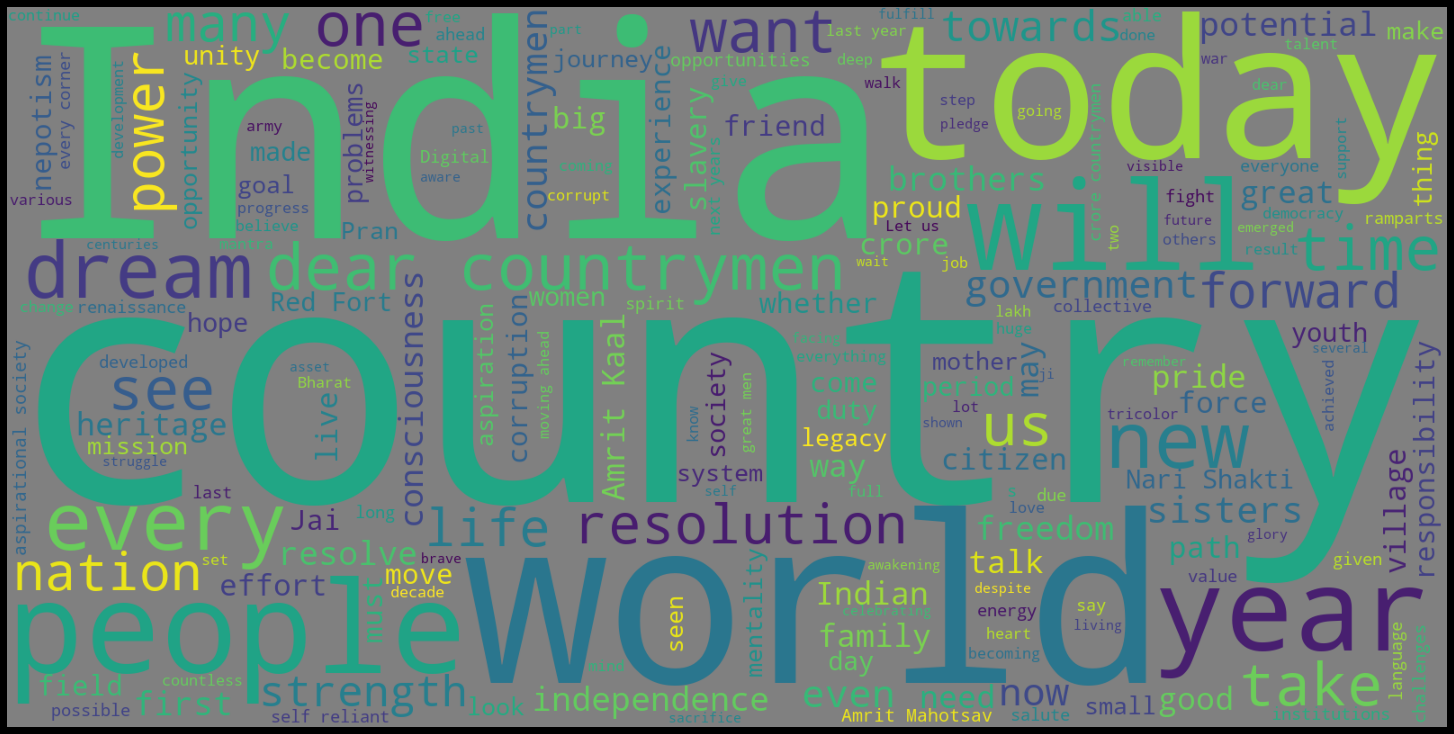 India
today
country
world
people
year
will
new
us
every
nation
one
many
want
towards
potential
make
talent
able
done
fulfill
last year
deep
war
continue
free
ahead
part
become
state
unity
journey
opportunities
give
walk
step
pledge
going
dear
nepotism
every corner
development
power
opportunity
army
made
goal
progress
believe
mantra
problems
witnessing
past
Digital
aware
Pran
countrymen
big
coming
corrupt
experience
slavery
next years
friend
brothers
proud
Let us
crore
crore countrymen
visible
fight
future
others
two
everyone
great
democracy
emerged
result
support
thing
ramparts
time
various
centuries
dream
dear countrymen
wait
job
government
forward
change
renaissance
hope
Red Fort
consciousness
women
spirit
whether
lakh
huge
collective
youth
several
aspirational society
developed
see
heritage
mission
struggle
asset
Bharat
live
aspiration
corruption
moving ahead
Amrit Kaal
know
society
great men
facing
everything
come
duty
legacy
way
system
self
full
mother
period
may
ji
lot
shown
citizen
remember
pride
tricolor
force
achieved
responsibility
Nari Shakti
village
s
due
love
sisters
glory
given
last
Jai
long
life
resolution
freedom
path
value
resolve
set
brave
move
decade
effort
must
mentality
seen
awakening
Indian
celebrating
family
day
talk
despite
energy
heart
becoming
say
living
language
challenges
field
countless
possible
first
strength
self reliant
look
mind
independence
sacrifice
even
Amrit Mahotsav
need
now
salute
small
good
take
institutions